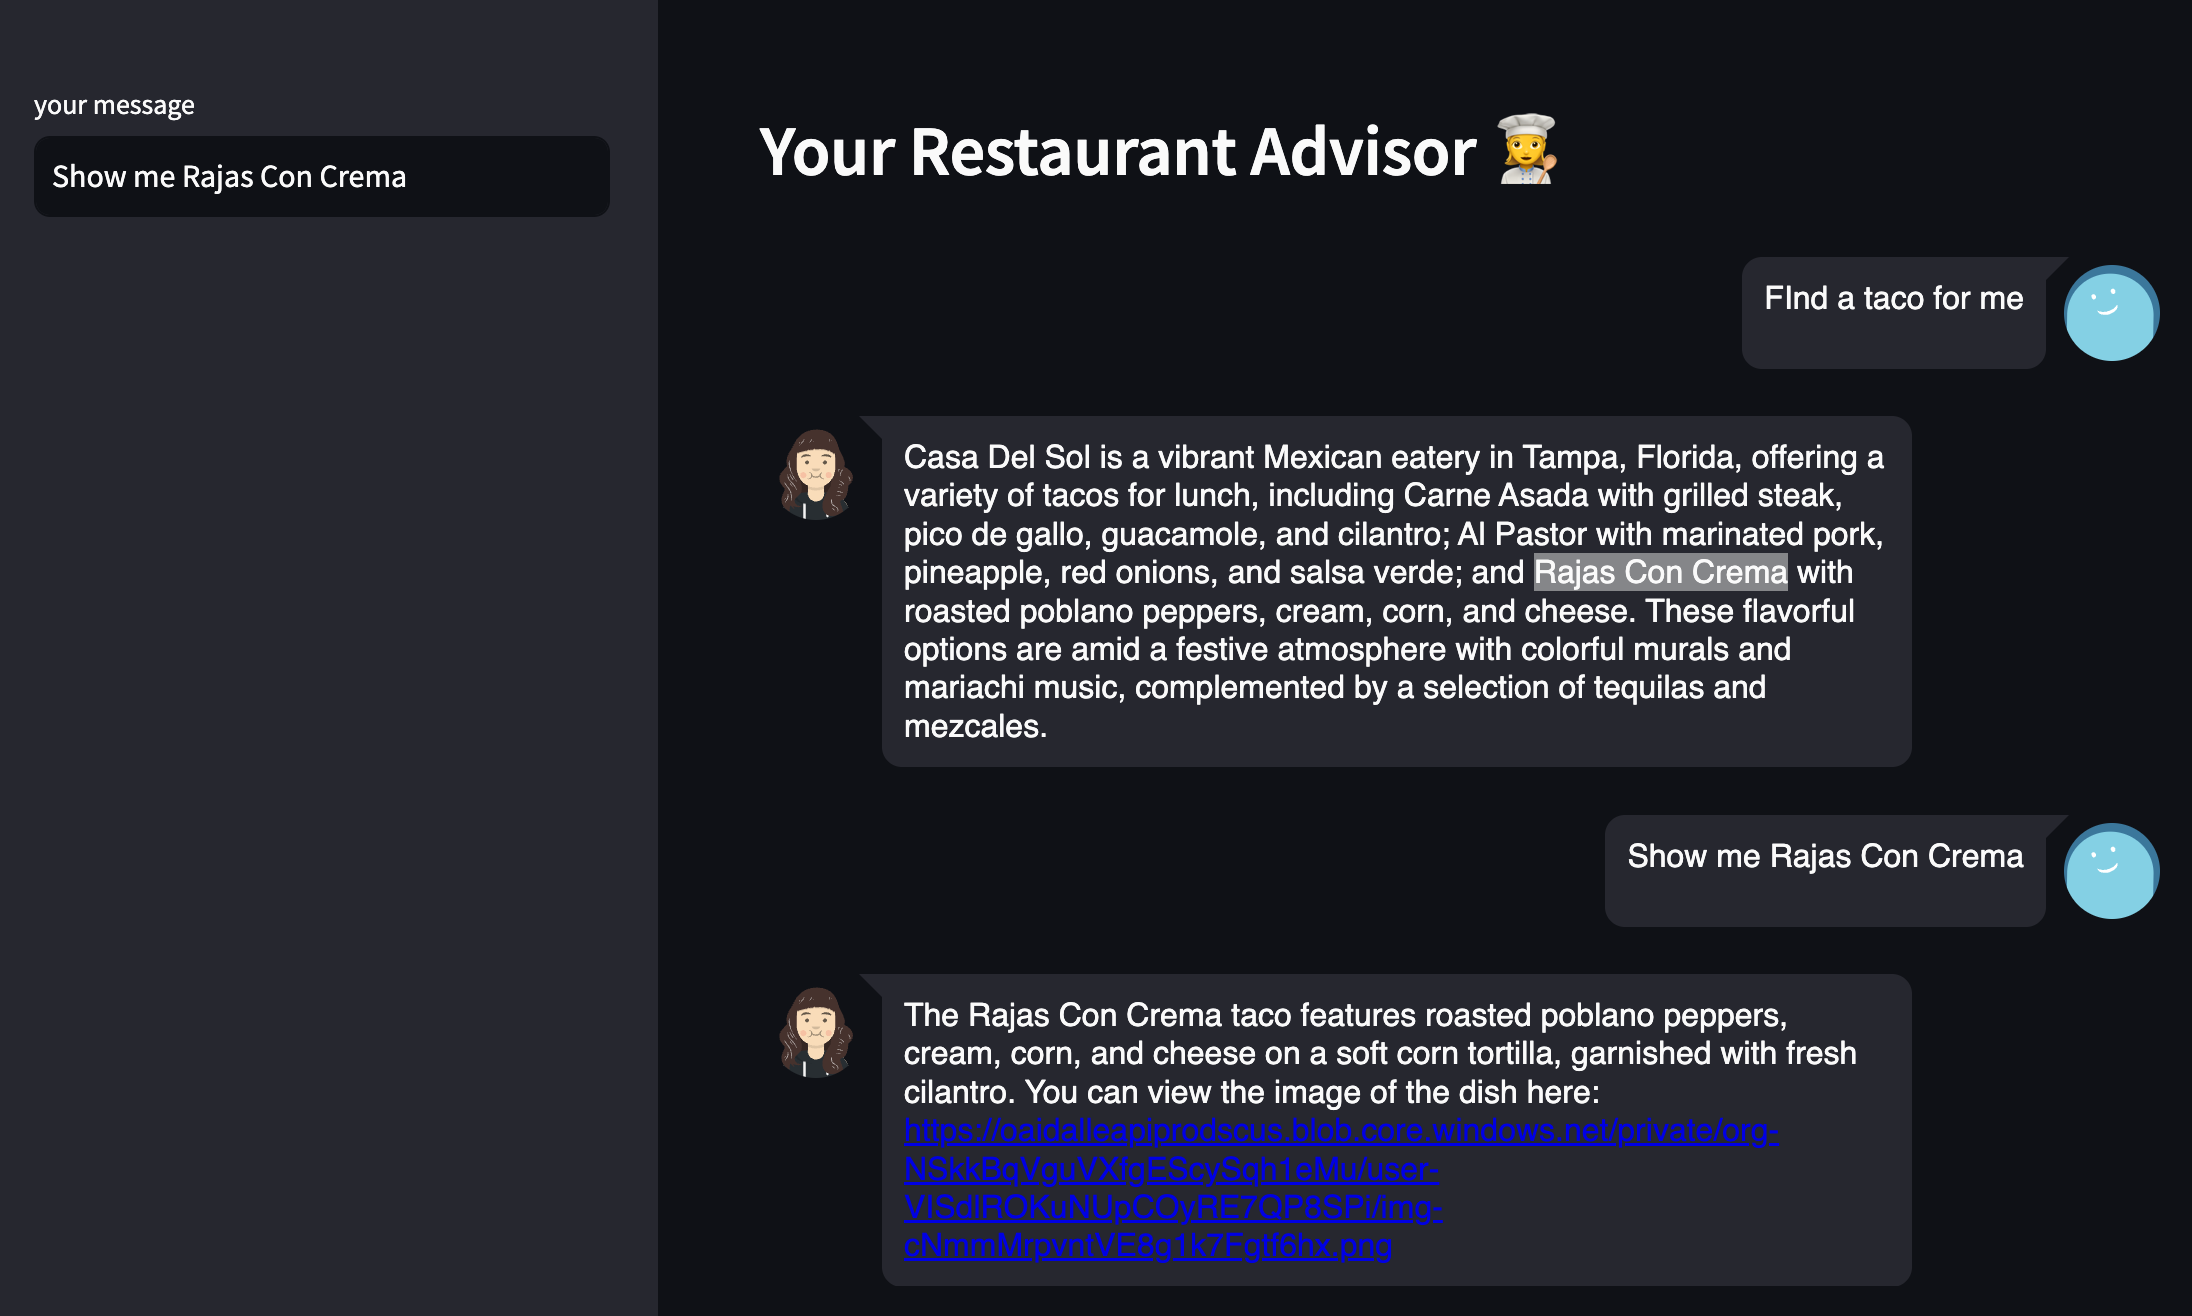 your message
Show me Rajas Con Crema
Your Restaurant Advisor
FInd a taco for me
Casa Del Sol is a vibrant Mexican eatery in Tampa, Florida, offering a
variety of tacos for lunch, including Carne Asada with grilled steak,
pico de gallo, guacamole, and cilantro; Al Pastor with marinated pork,
pineapple, red onions, and salsa verde; and Rajas Con Crema with
roasted poblano peppers, cream, corn, and cheese. These flavorful
options are amid a festive atmosphere with colorful murals and
mariachi music, complemented by a selection of tequilas and
mezcales.
Show me Rajas Con Crema
The Rajas Con Crema taco features roasted poblano peppers,
cream, corn, and cheese on a soft corn tortilla, garnished with fresh
cilantro. You can view the image of the dish here:
https://oaidalleapiprodscus.blob.core.windows.net/private/org-
NSkkBqVguVXfgEScySqh1eMu/user-
VISdIROKuNUpCOyRE7QP8SPi/img-
cNmmMrpvntVE8g1k7Fgtf6hx.png